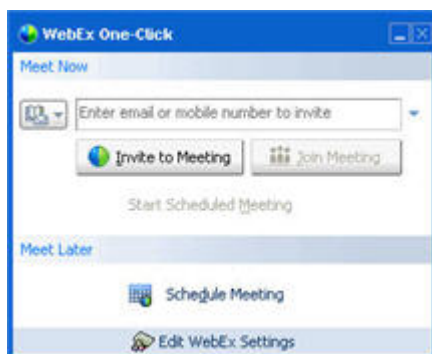 WebEx One-Click
Meet Now
Enter email or mobile number to invite
Invite to Meeting
Join Meeting
Start Scheduled Meeting
Meet Later
Schedule Meeting
Edit WebEx Settings